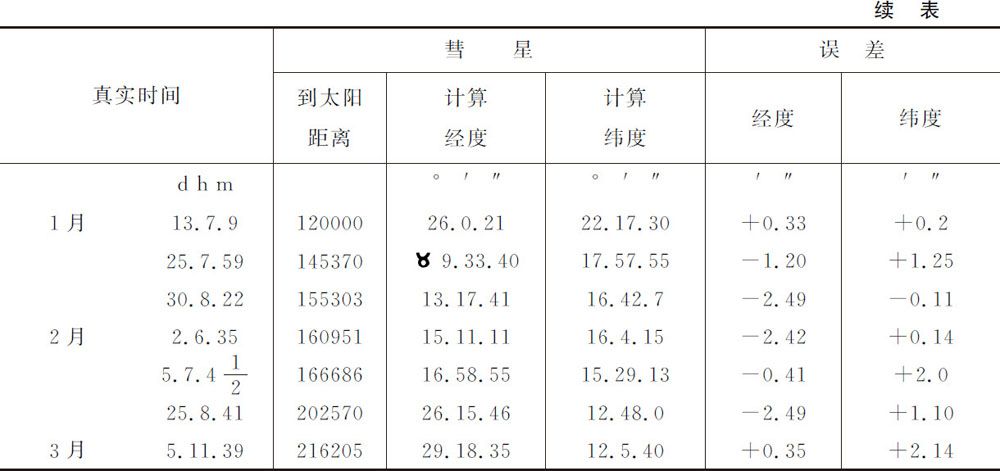 续 表
真实时间 彗 星 误 差
到太阳距离 计算经度 计算纬度 经度 纬度
d h m ° ′ ″ ° ′ ″ ′ ″ ′ ″
1月 13.7.9 120000 26.0.21 22.17.30 +0.33 +0.2
25.7.59 145370 ♉ 9.33.40 17.57.55 −1.20 +1.25
30.8.22 155303 13.17.41 16.42.7 −2.49 −0.11
2月 2.6.35 160951 15.11.11 16.4.15 −2.42 +0.14
5.7.4 1/2 166686 16.58.55 15.29.13 −0.41 +2.0
25.8.41 202570 26.15.46 12.48.0 −2.49 +1.10
3月 5.11.39 216205 29.18.35 12.5.40 +0.35 +2.14